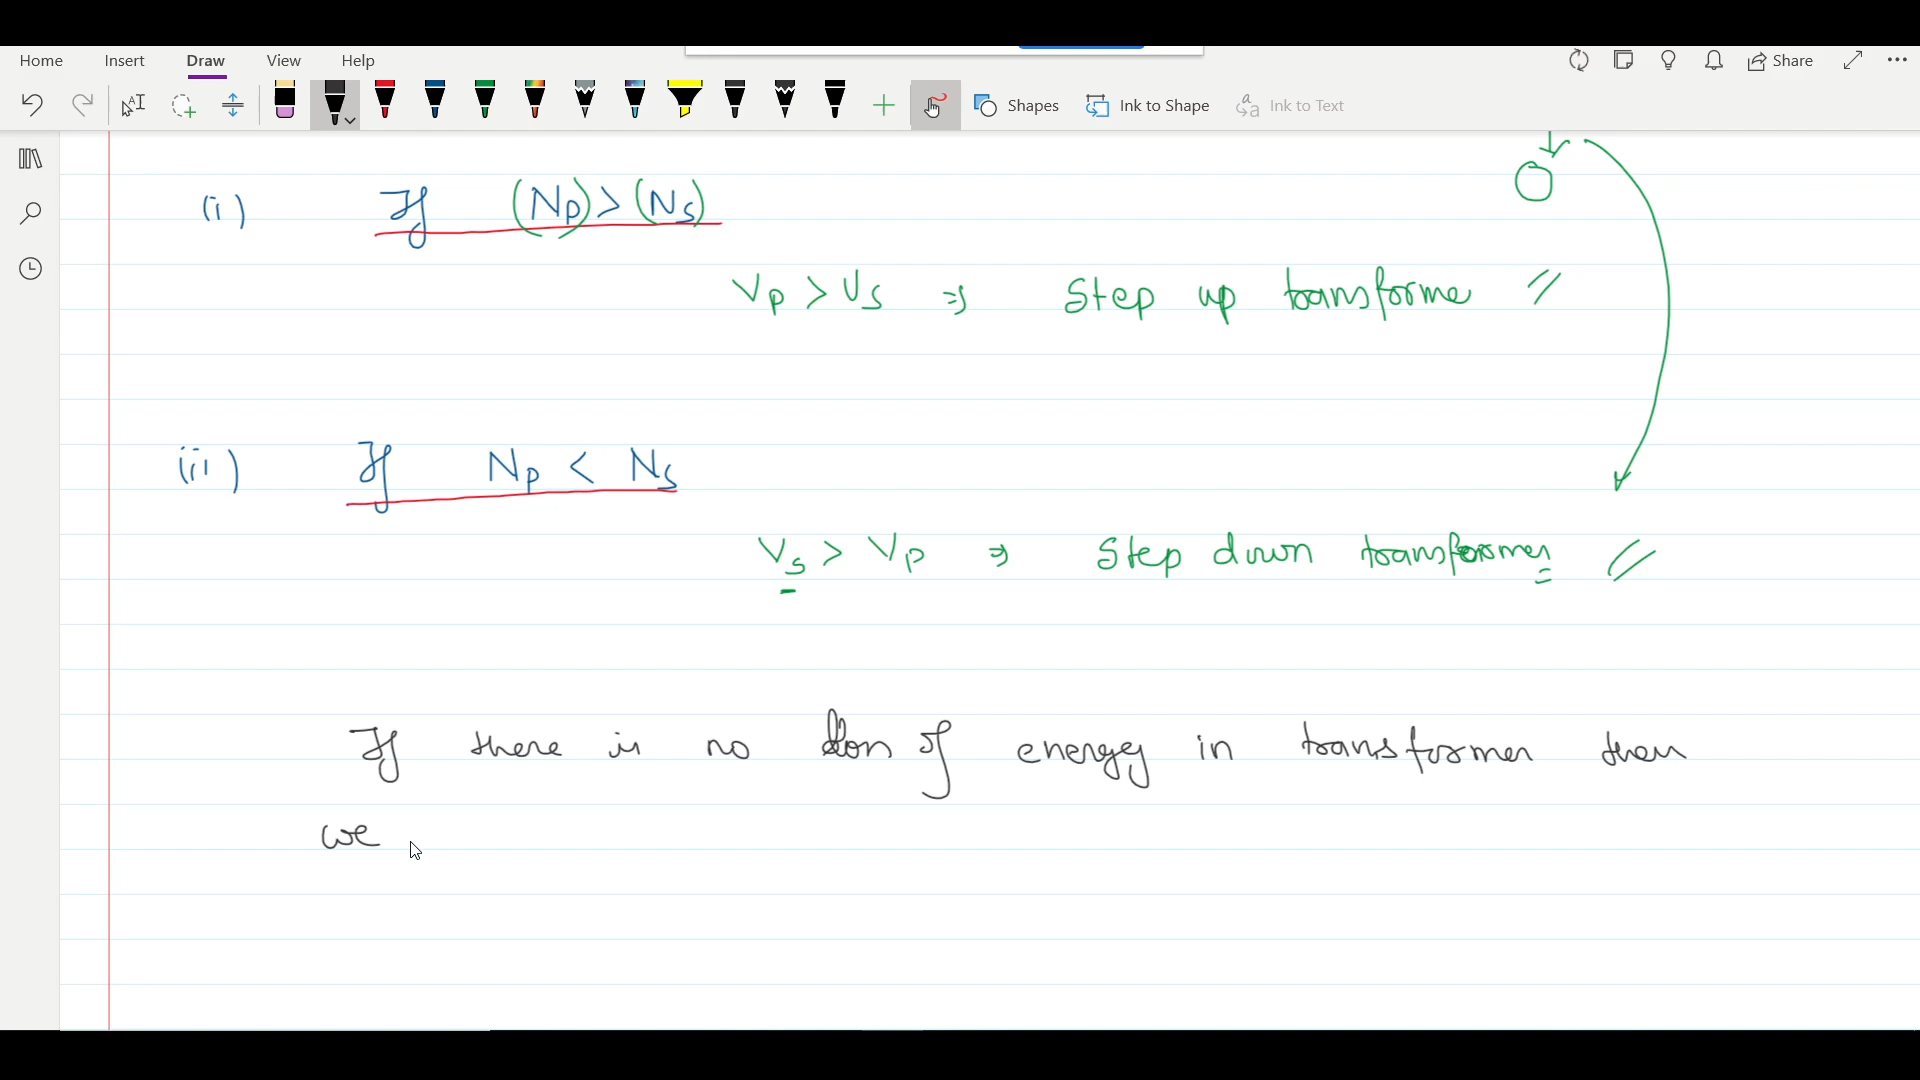 Home Insert Draw View Help Share
Shapes Ink to Shape Ink to Text
(i) If (Np) > (Ns)
Vp > Vs ⇒ Step up transforme //
(ii) If Np < Ns
Vs > Vp ⇒ Step down transformer //
If there is no loss of energy in transformer then
we